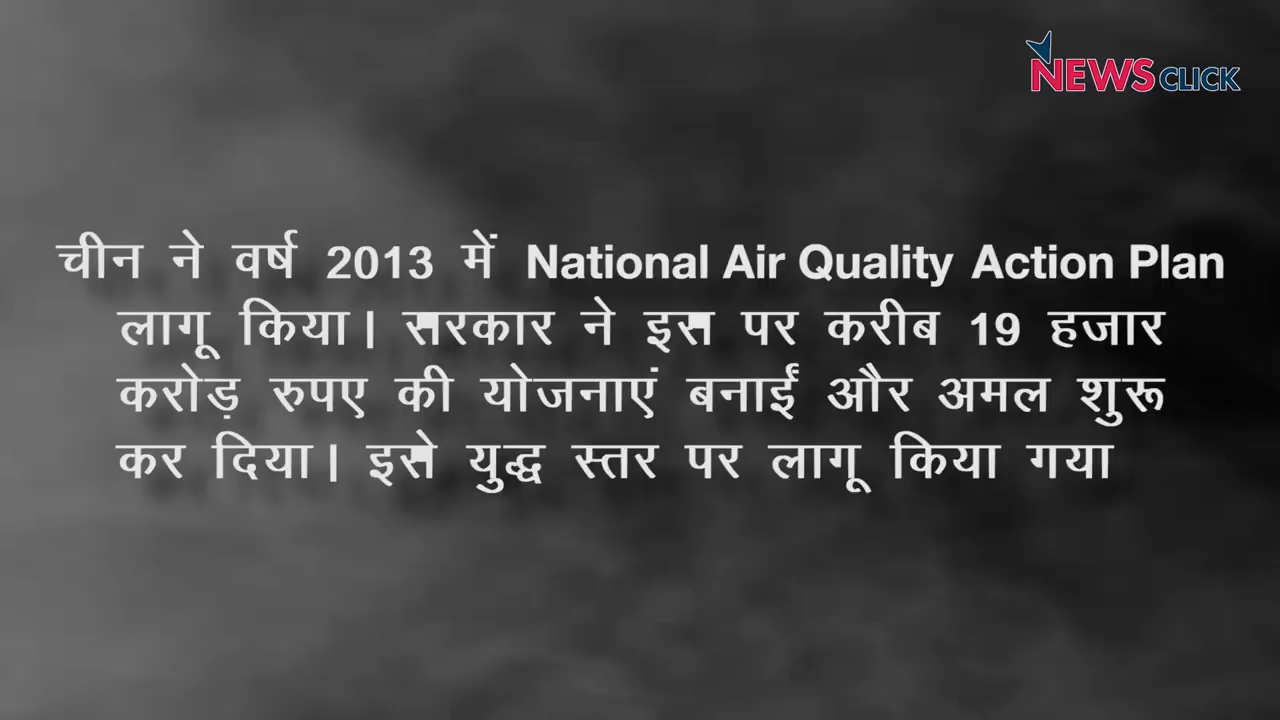 NEWSCLICK
चीन ने वर्ष 2013 में National Air Quality Action Plan
लागू किया। सरकार ने इस पर करीब 19 हजार
करोड़ रुपए की योजनाएं बनाईं और अमल शुरू
कर दिया। इसे युद्ध स्तर पर लागू किया गया